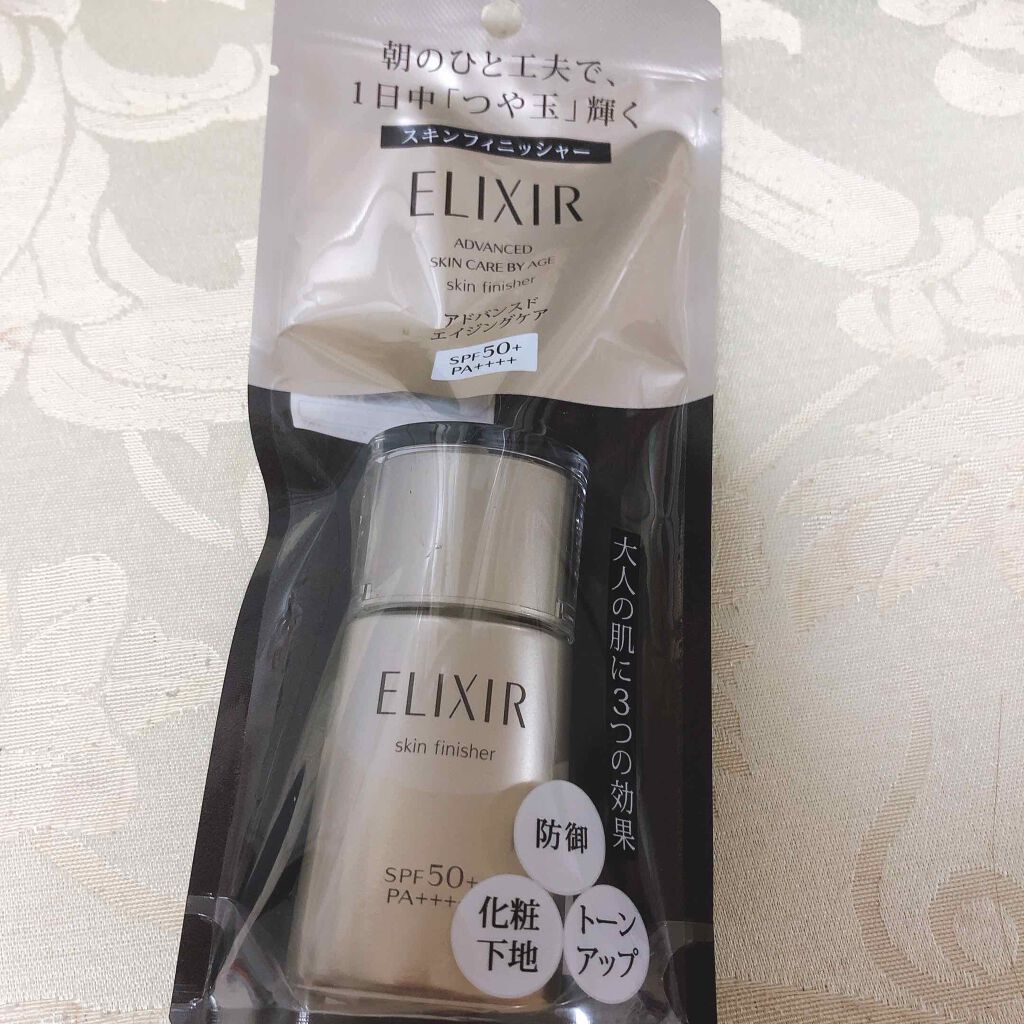 朝のひと工夫で、
1日中「つや玉」輝く
スキンフィニッシャー
ELIXIR
ADVANCED
SKIN CARE BY AGE
skin finisher
アドバンスド
エイジングケア
SPF50+
PA++++
大人の肌に3つの効果
ELIXIR
skin finisher
SPF50+
PA++++
防御
化粧
下地
トーン
アップ